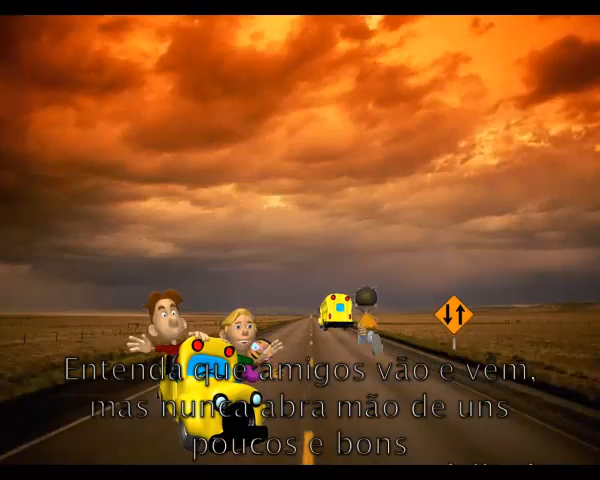 Entenda que amigos vão e vêm,
mas nunca abra mão de uns
poucos e bons